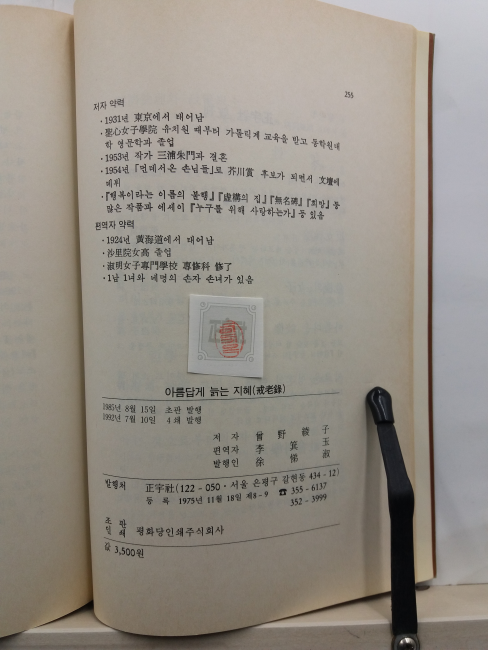 255
저자 약력
·1931년 東京에서 태어남
·聖心女子學院 유치원 때부터 가톨릭계 교육을 받고 동학원대
학 영문학과 졸업
·1953년 작가 三浦朱門과 결혼
·1954년 「먼데서온 손님들」로 芥川賞 후보가 되면서 文壇에
데뷔
·『행복이라는 이름의 불행』『虛構의 집』『無名碑』『희망』 등
많은 작품과 에세이 『누구를 위해 사랑하는가』 등 있음
편역자 약력
·1924년 黃海道에서 태어남
·沙里院女高 졸업
·淑明女子專門學校 專修科 修了
·1남 1녀와 네명의 손자 손녀가 있음
아름답게 늙는 지혜(戒老錄)
1985년 8월 15일 초판 발행
1992년 7월 10일 4쇄 발행
저 자 曾野綾子
편역자 李箕玉
발행인 徐悌淑
발행처 正宇社(122-050·서울 은평구 갈현동 434-12)
등록 1975년 11월 18일 제8-9 ☎ 355-6137
352-3999
조판
인쇄 평화당인쇄주식회사
값 3,500원